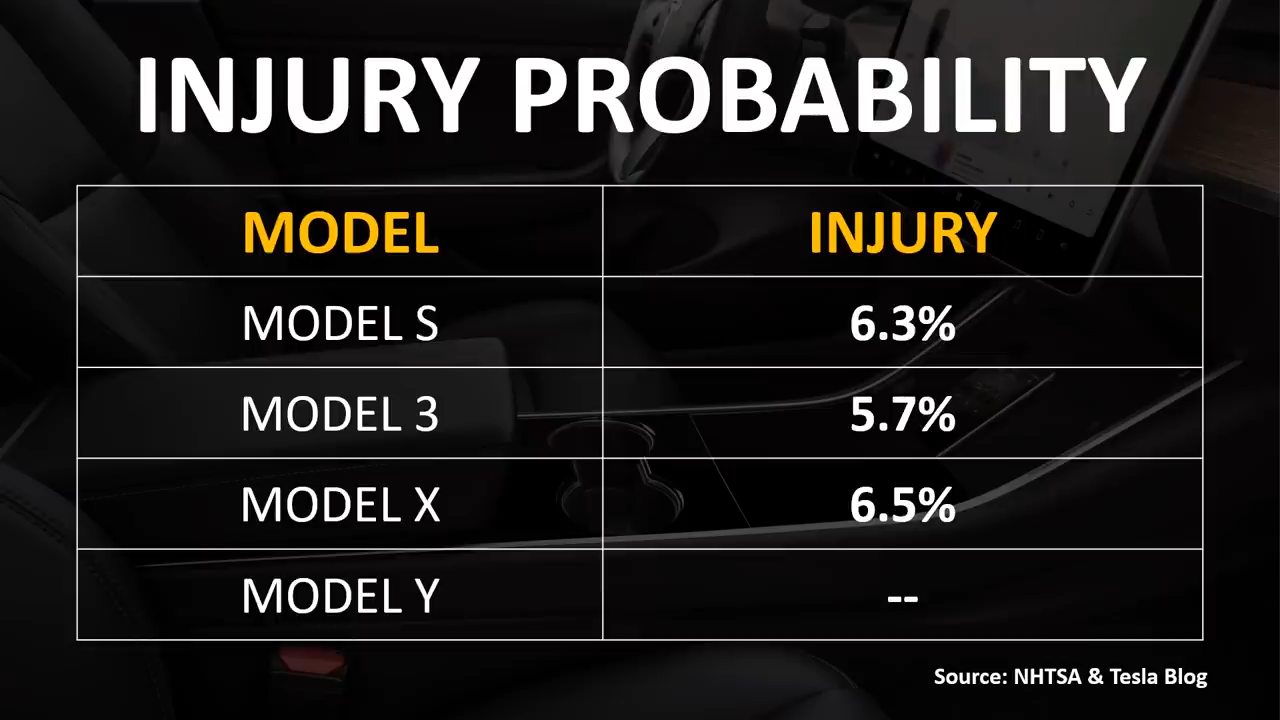 INJURY PROBABILITY
MODEL INJURY
MODEL S 6.3%
MODEL 3 5.7%
MODEL X 6.5%
MODEL Y --
Source: NHTSA & Tesla Blog